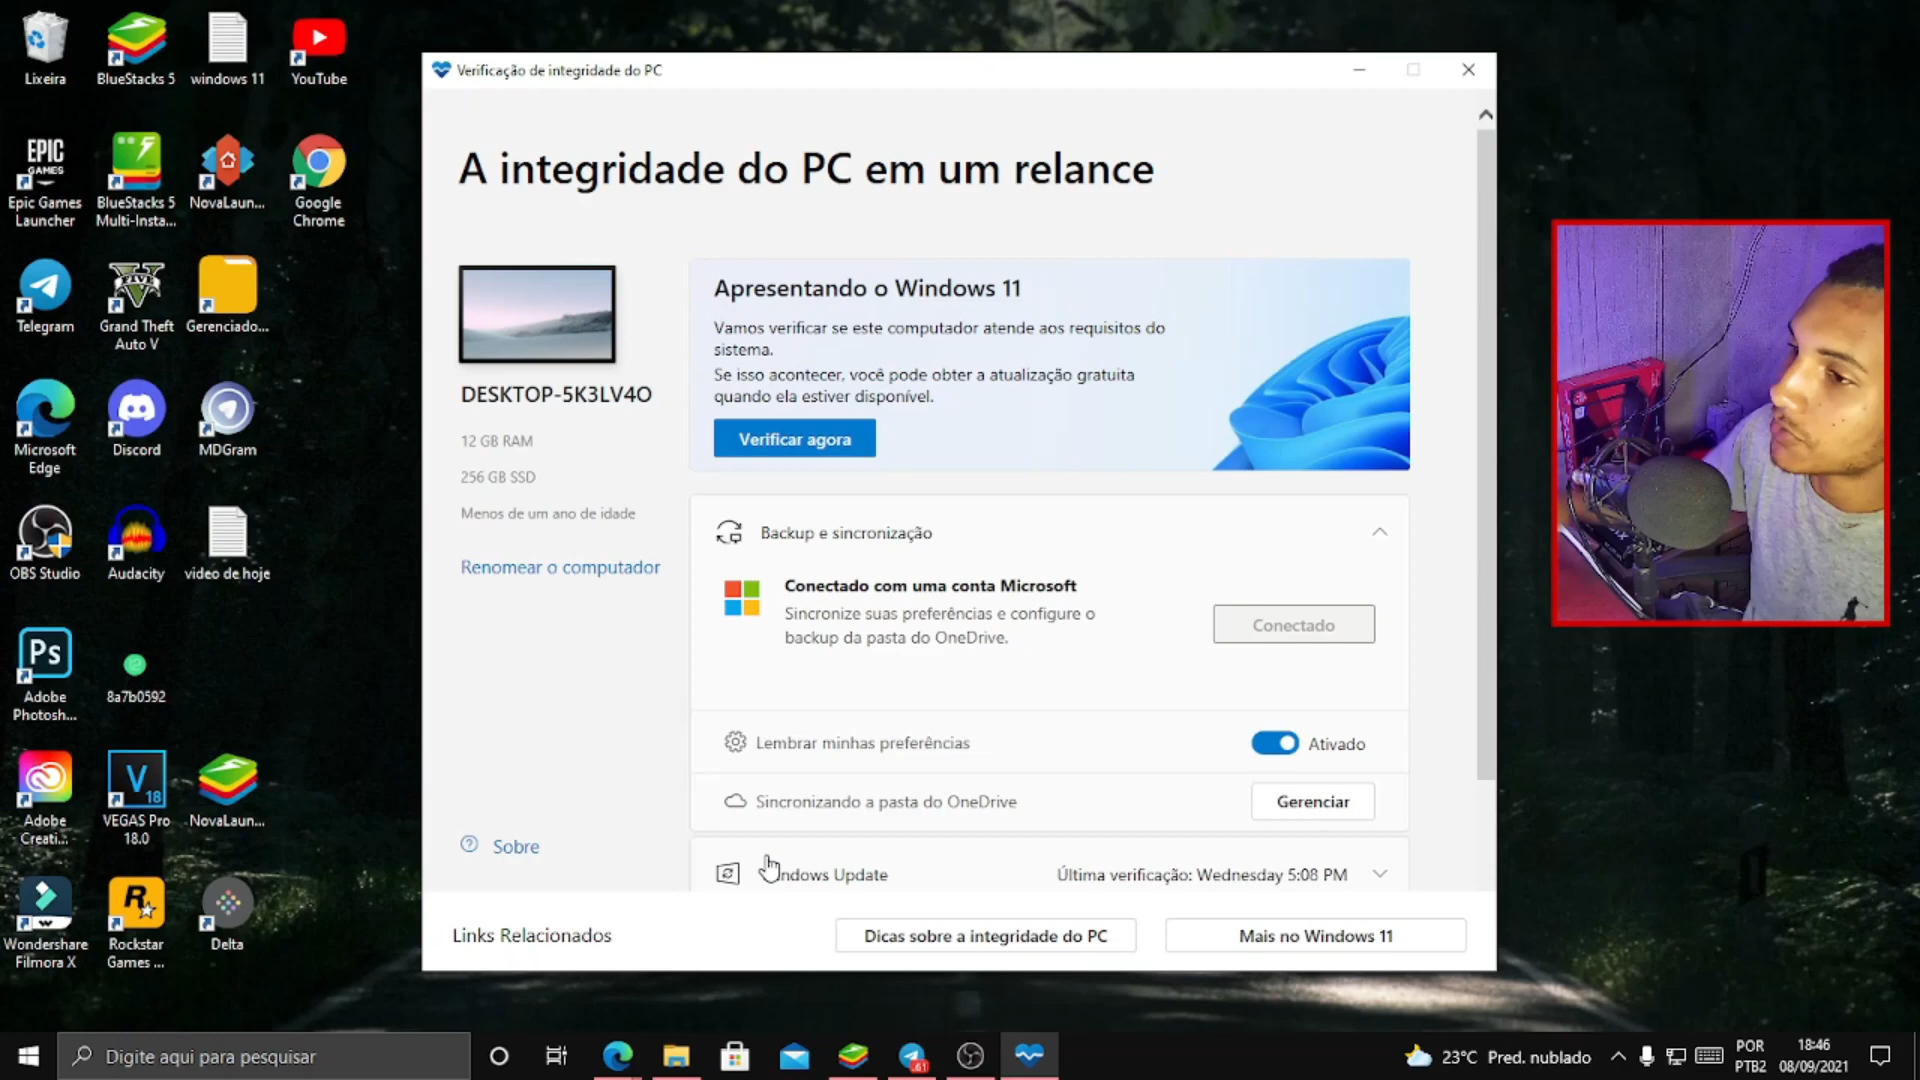 Lixeira
BlueStacks 5
windows 11
YouTube
EPIC
GAMES
Epic Games
Launcher
BlueStacks 5
Multi-Insta...
NovaLaun...
Google
Chrome
Telegram
Grand Theft
Auto V
Gerenciado...
Microsoft
Edge
Discord
MDGram
OBS Studio
Audacity
video de hoje
Ps
Adobe
Photosh...
8a7b0592
Adobe
Creati...
V
18
VEGAS Pro
18.0
NovaLaun...
Wondershare
Filmora X
R
Rockstar
Games ...
Delta
Verificação de integridade do PC
A integridade do PC em um relance
DESKTOP-5K3LV4O
12 GB RAM
256 GB SSD
Menos de um ano de idade
Renomear o computador
Sobre
Apresentando o Windows 11
Vamos verificar se este computador atende aos requisitos do
sistema.
Se isso acontecer, você pode obter a atualização gratuita
quando ela estiver disponível.
Verificar agora
Backup e sincronização
Conectado com uma conta Microsoft
Sincronize suas preferências e configure o
backup da pasta do OneDrive.
Conectado
Lembrar minhas preferências
Ativado
Sincronizando a pasta do OneDrive
Gerenciar
ndows Update
Última verificação: Wednesday 5:08 PM
Links Relacionados
Dicas sobre a integridade do PC
Mais no Windows 11
Digite aqui para pesquisar
61
23°C Pred. nublado
POR
PTB2
18:46
08/09/2021